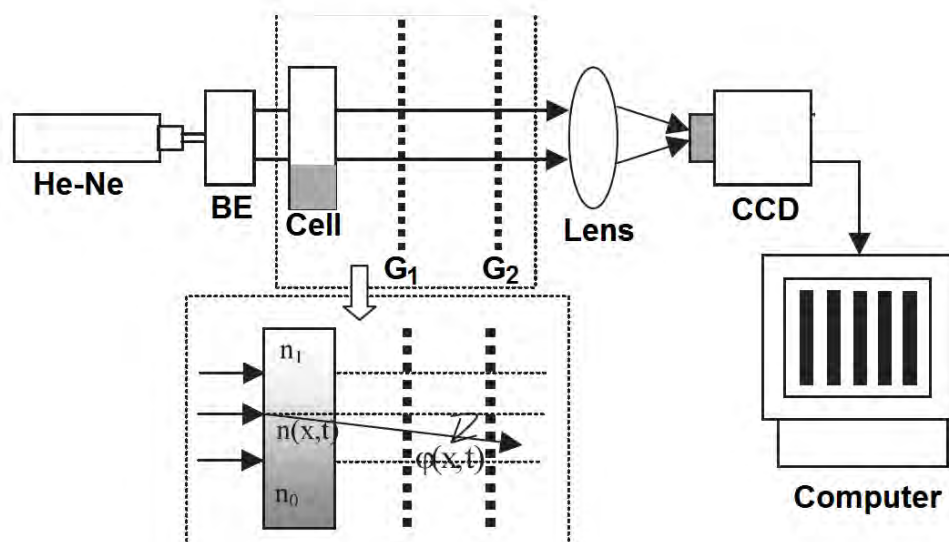 He-Ne
BE
Cell
G₁
G₂
Lens
CCD
Computer
n₁
n(x,t)
n₀
φ(x,t)